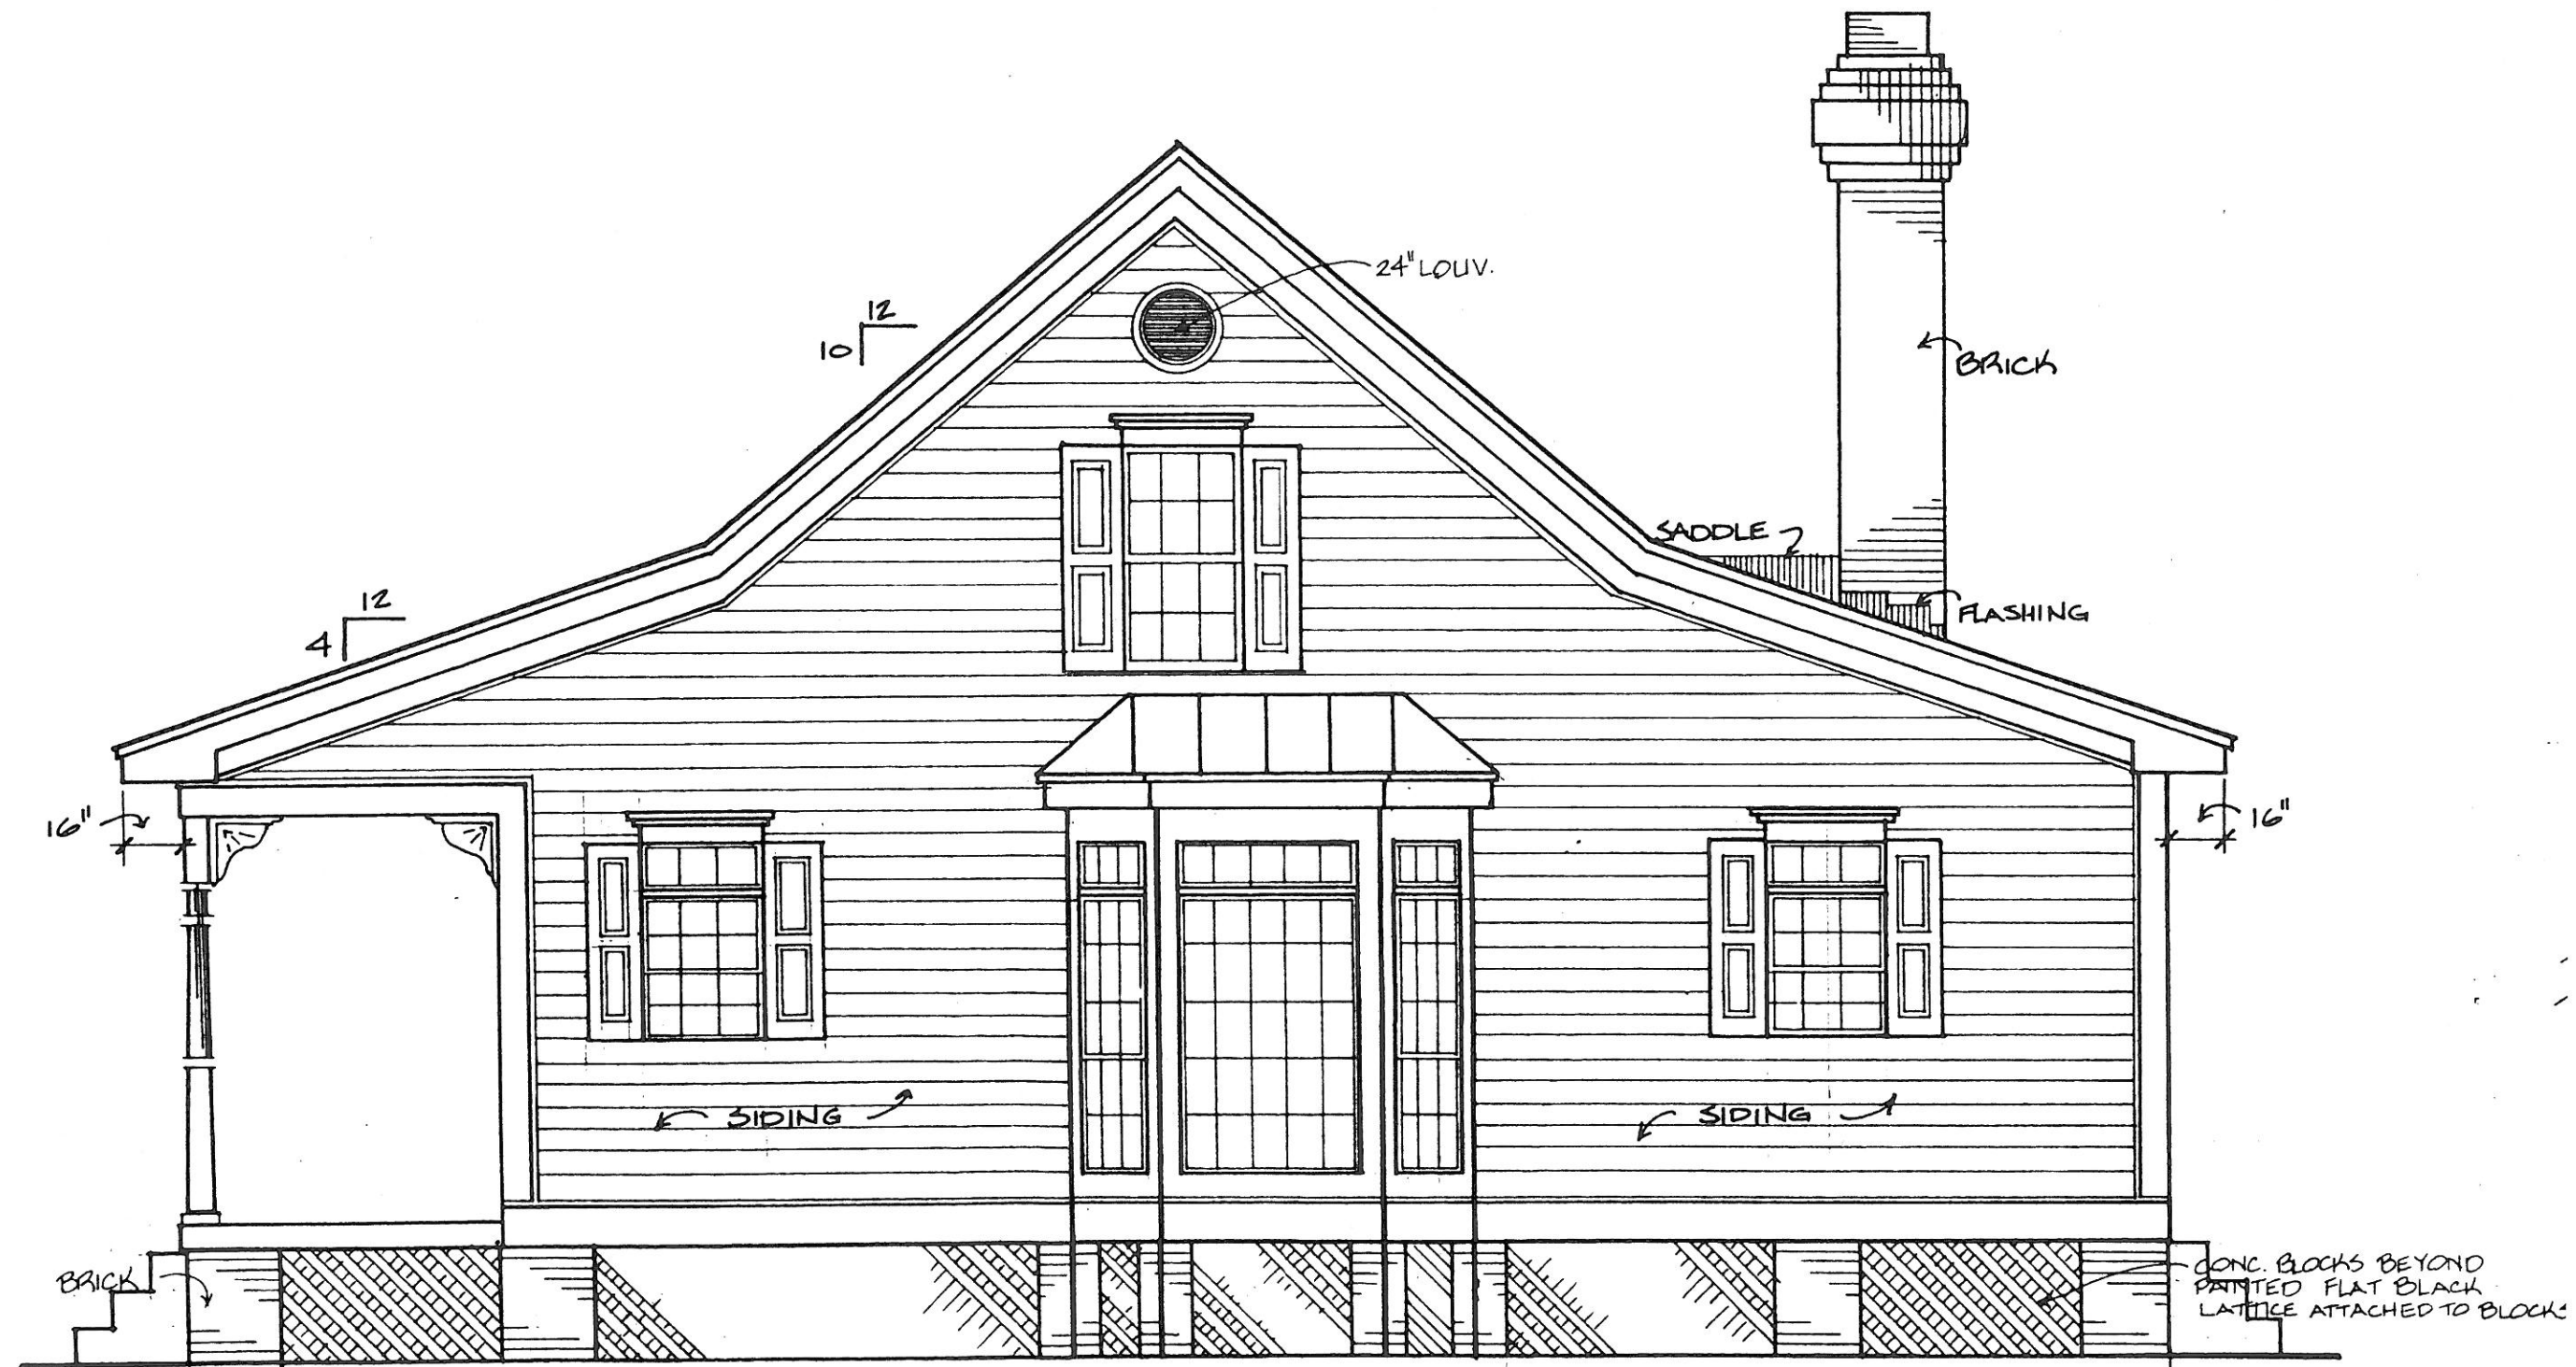 24" LOUV.
12
10
BRICK
SADDLE
12
4
FLASHING
16"
16"
SIDING
SIDING
BRICK
CONC. BLOCKS BEYOND
PAINTED FLAT BLACK
LATTICE ATTACHED TO BLOCK